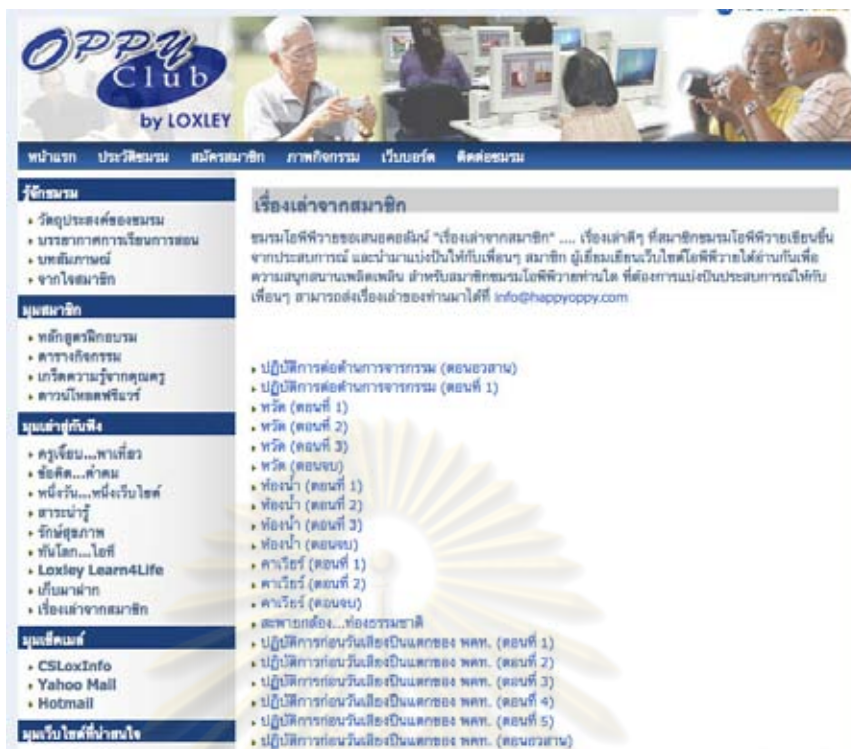 OPPY
Club
by LOXLEY
หน้าแรก ประวัติชมรม สมัครสมาชิก ภาพกิจกรรม เว็บบอร์ด ติดต่อชมรม
รู้จักชมรม
วัตถุประสงค์ของชมรม
บรรยากาศการเรียนการสอน
บทสัมภาษณ์
จากใจสมาชิก
มุมสมาชิก
หลักสูตรฝึกอบรม
ตารางกิจกรรม
เกร็ดความรู้จากคุณครู
ดาวน์โหลดฟรีแวร์
มุมเล่าสู่กันฟัง
ครูเจี๊ยบ...พาเที่ยว
ข้อคิด...คำคม
หนึ่งวัน...หนึ่งเว็บไซต์
สาระน่ารู้
รักษ์สุขภาพ
ทันโลก...ไอที
Loxley Learn4Life
เก็บมาฝาก
เรื่องเล่าจากสมาชิก
มุมเช็คเมล์
CSLoxInfo
Yahoo Mail
Hotmail
มุมเว็บไซต์ที่น่าสนใจ
เรื่องเล่าจากสมาชิก
ชมรมโอพีพีวายขอเสนอคอลัมน์ "เรื่องเล่าจากสมาชิก" .... เรื่องเล่าดีๆ ที่สมาชิกชมรมโอพีพีวายเขียนขึ้น
จากประสบการณ์ และนำมาแบ่งปันให้กับเพื่อนๆ สมาชิก ผู้เยี่ยมเยียนเว็บไซต์โอพีพีวายได้อ่านกันเพื่อ
ความสนุกสนานเพลิดเพลิน สำหรับสมาชิกชมรมโอพีพีวายท่านใด ที่ต้องการแบ่งปันประสบการณ์ให้กับ
เพื่อนๆ สามารถส่งเรื่องเล่าของท่านมาได้ที่ info@happyoppy.com
ปฏิบัติการต่อต้านการจารกรรม (ตอนอวสาน)
ปฏิบัติการต่อต้านการจารกรรม (ตอนที่ 1)
หวัด (ตอนที่ 1)
หวัด (ตอนที่ 2)
หวัด (ตอนที่ 3)
หวัด (ตอนจบ)
ห้องน้ำ (ตอนที่ 1)
ห้องน้ำ (ตอนที่ 2)
ห้องน้ำ (ตอนที่ 3)
ห้องน้ำ (ตอนจบ)
คาเวียร์ (ตอนที่ 1)
คาเวียร์ (ตอนที่ 2)
คาเวียร์ (ตอนจบ)
สะพายกล้อง...ท่องธรรมชาติ
ปฏิบัติการก่อนวันเสียงปืนแตกของ พคท. (ตอนที่ 1)
ปฏิบัติการก่อนวันเสียงปืนแตกของ พคท. (ตอนที่ 2)
ปฏิบัติการก่อนวันเสียงปืนแตกของ พคท. (ตอนที่ 3)
ปฏิบัติการก่อนวันเสียงปืนแตกของ พคท. (ตอนที่ 4)
ปฏิบัติการก่อนวันเสียงปืนแตกของ พคท. (ตอนที่ 5)
ปฏิบัติการก่อนวันเสียงปืนแตกของ พคท. (ตอนอวสาน)